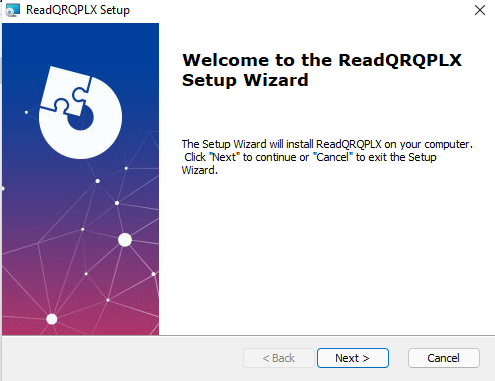 ReadQRQPLX Setup
Welcome to the ReadQRQPLX
Setup Wizard
The Setup Wizard will install ReadQRQPLX on your computer.
Click "Next" to continue or "Cancel" to exit the Setup
Wizard.
< Back
Next >
Cancel